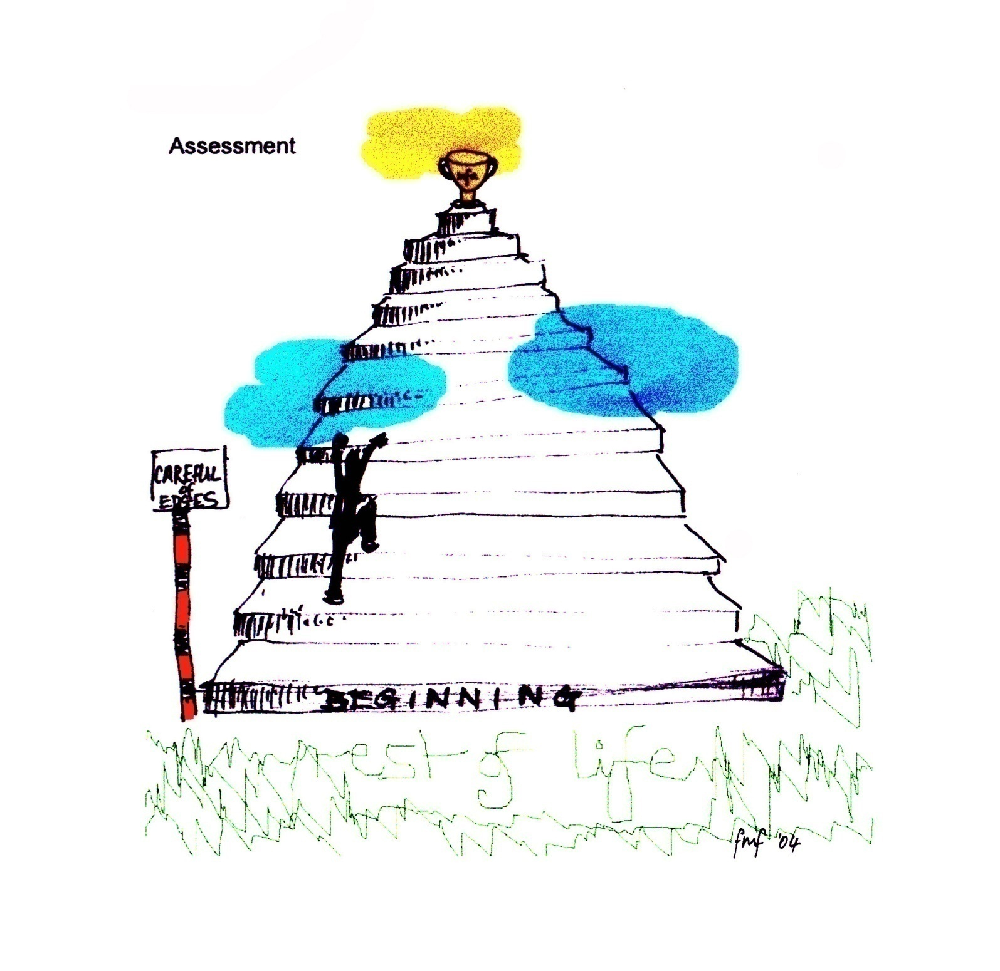 Assessment
CAREFUL
of
EDGES
BEGINNING
rest of life
fmf '04